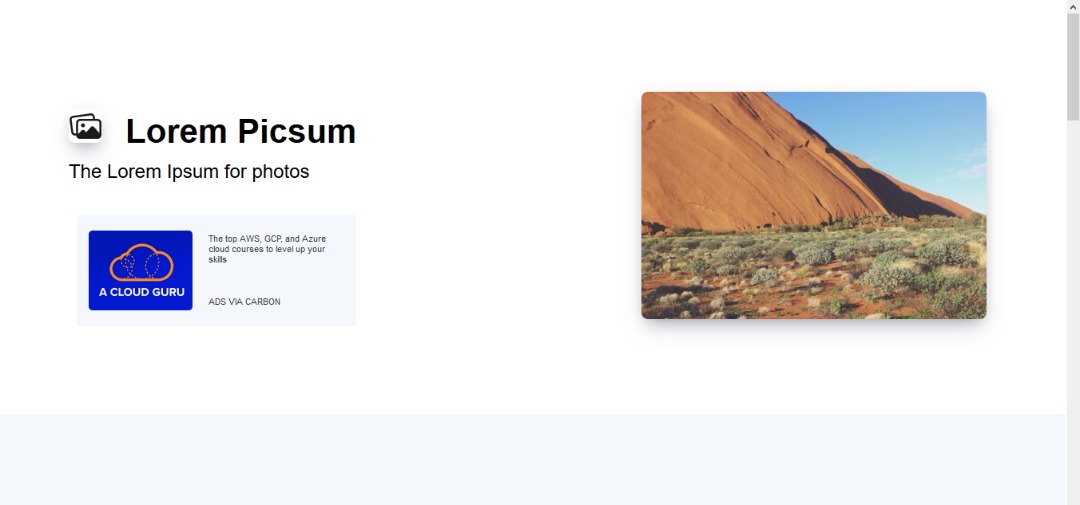 Lorem Picsum
The Lorem Ipsum for photos
A CLOUD GURU
The top AWS, GCP, and Azure
cloud courses to level up your
skils
ADS VIA CARBON